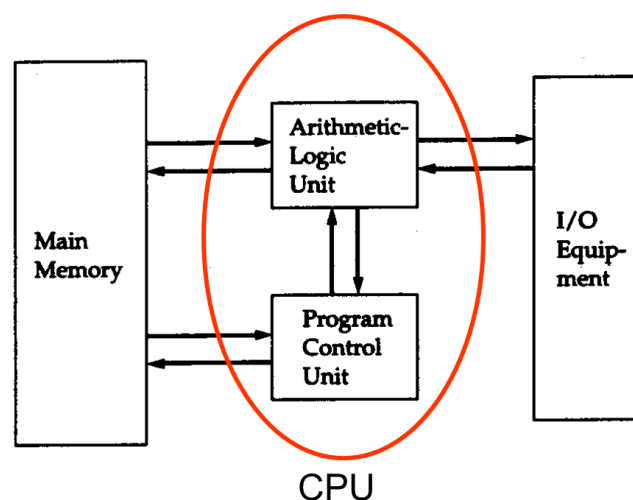 Main
Memory
Arithmetic-
Logic
Unit
Program
Control
Unit
I/O
Equip-
ment
CPU